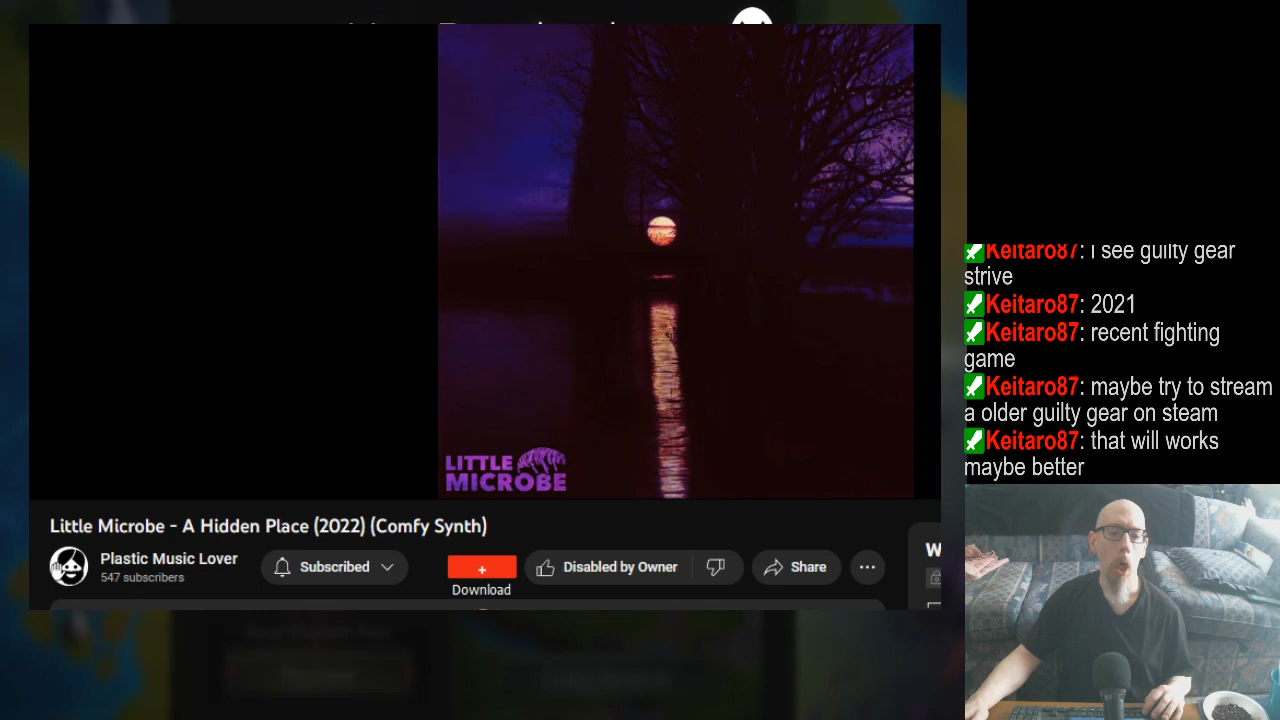 LITTLE
MICROBE
Little Microbe - A Hidden Place (2022) (Comfy Synth)
Plastic Music Lover
547 subscribers
Subscribed
+
Download
Disabled by Owner
Share
W
Keitaro87: i see guilty gear
strive
Keitaro87: 2021
Keitaro87: recent fighting
game
Keitaro87: maybe try to stream
a older guilty gear on steam
Keitaro87: that will works
maybe better